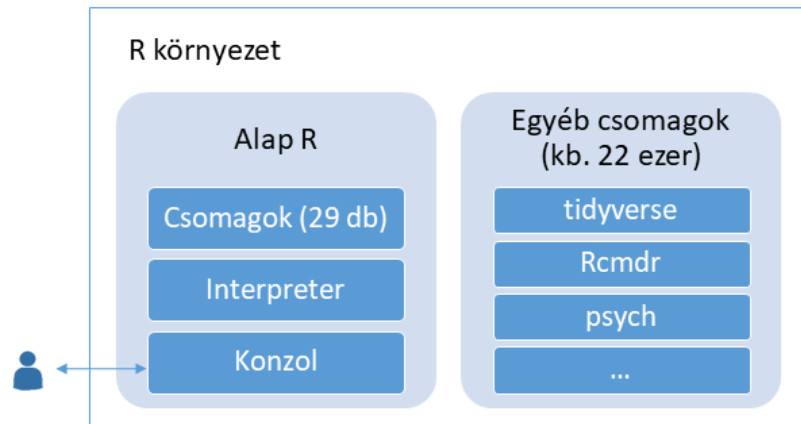 R környezet
Alap R
Csomagok (29 db)
Interpreter
Konzol
Egyéb csomagok
(kb. 22 ezer)
tidyverse
Rcmdr
psych
...